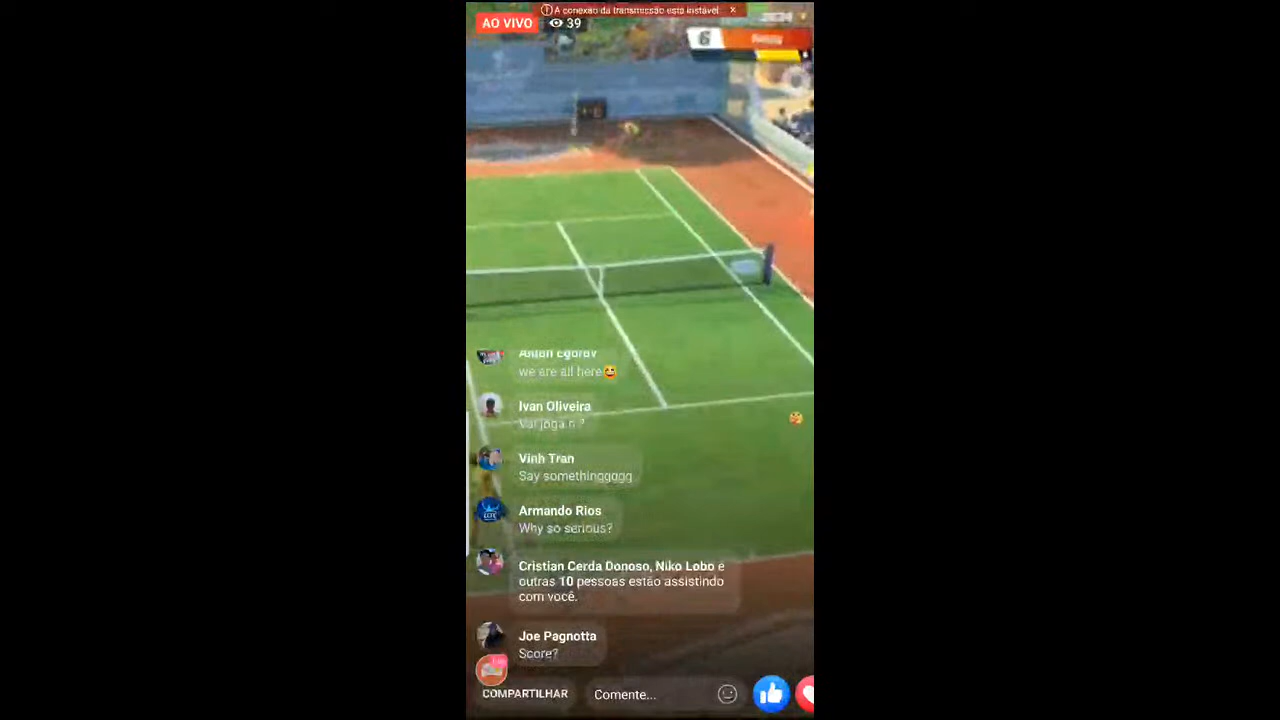 A conexão da transmissão está instável. ×
AO VIVO 39
6
we are all here😄
Ivan Oliveira
Vai joga n ?
Vinh Tran
Say somethinggggg
Armando Rios
Why so serious?
Cristian Cerda Donoso, Niko Lobo e
outras 10 pessoas estão assistindo
com você.
Joe Pagnotta
Score?
COMPARTILHAR Comente...